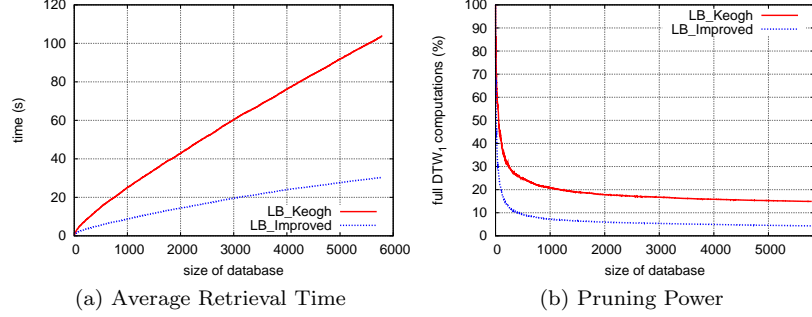 120
100
80
60
40
20
0
time (s)
0 1000 2000 3000 4000 5000 6000
size of database
LB_Keogh
LB_Improved
(a) Average Retrieval Time
100
90
80
70
60
50
40
30
20
10
0
full DTW1 computations (%)
0 1000 2000 3000 4000 5000
size of database
LB_Keogh
LB_Improved
(b) Pruning Power